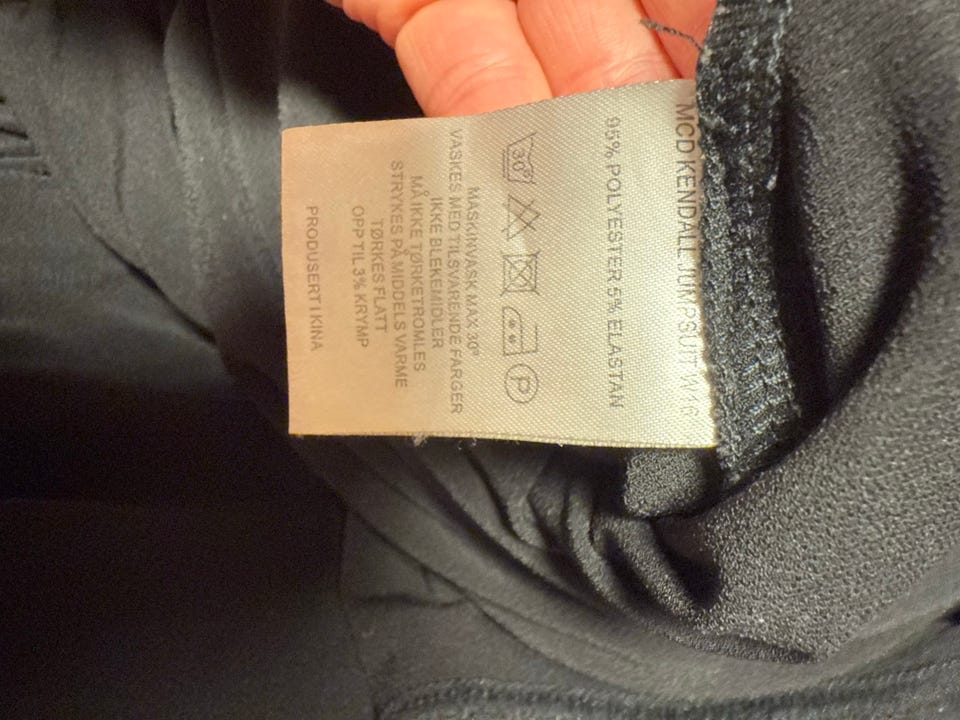 MCD KENDALL JUMPSUIT W16
95% POLYESTER 5% ELASTAN
30°
P
MASKINVASK MAX 30°
VASKES MED TILSVARENDE FARGER
IKKE BLEKEMIDLER
MÅ IKKE TØRKETROMLES
STRYKES PÅ MIDDELS VARME
TØRKES FLATT
OPP TIL 3% KRYMP
PRODUSERT I KINA